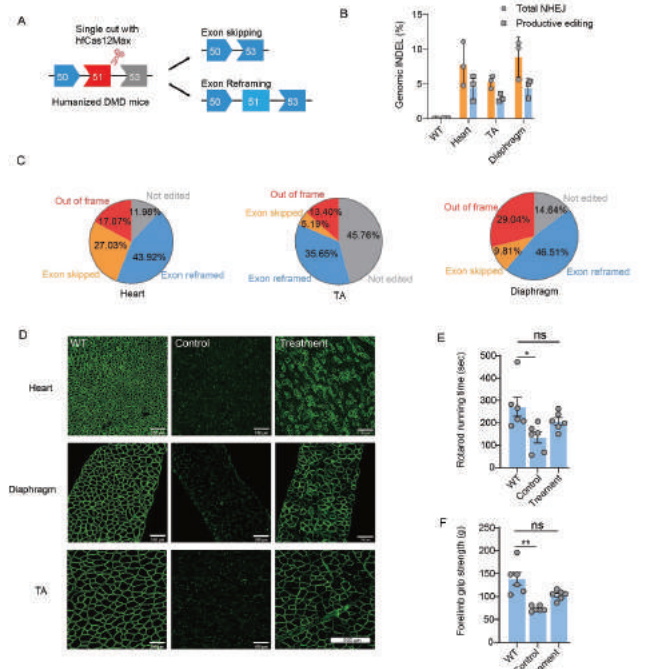 A
Single cut with
hfCas12Max
50
51
53
Humanized DMD mice
Exon skipping
50
53
Exon Reframing
50
51
53
B
Total NHEJ
Productive editing
Genomic INDEL (%)
15
10
5
0
WT
Heart
TA
Diaphragm
C
Out of frame
Not edited
17.07%
11.98%
27.03%
43.92%
Exon skipped
Exon reframed
Heart
Out of frame
Exon skipped
13.40%
5.19%
45.76%
35.65%
Exon reframed
Not edited
TA
Out of frame
Not edited
29.04%
14.64%
9.81%
46.51%
Exon skipped
Exon reframed
Diaphragm
D
WT
Control
Treatment
Heart
Diaphragm
TA
E
ns
*
Rotarod running time (sec)
500
400
300
200
100
0
WT
Control
Treament
F
ns
**
Forelimb grip strength (g)
250
200
150
100
50
0
WT
Control